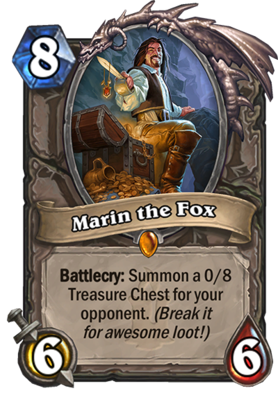 8
Marin the Fox
Battlecry: Summon a 0/8
Treasure Chest for your
opponent. (Break it
for awesome loot!)
6 6